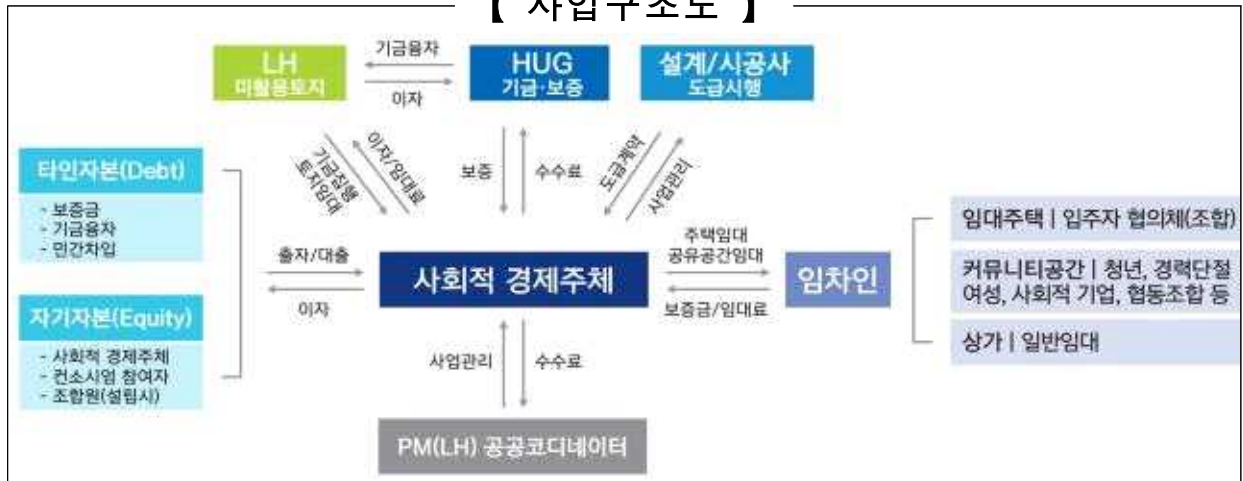 【 사업구조도 】
LH
미활용토지
기금융자
이자
HUG
기금·보증
설계/시공사
도급시행
기금집행
토지임대
이자/임대료
보증
수수료
도급계약
사업관리
타인자본(Debt)
- 보증금
- 기금융자
- 민간차입
자기자본(Equity)
- 사회적 경제주체
- 컨소시엄 참여자
- 조합원(설립시)
출자/대출
이자
사회적 경제주체
주택임대
공유공간임대
보증금/임대료
임차인
임대주택 | 입주자 협의체(조합)
커뮤니티공간 | 청년, 경력단절
여성, 사회적 기업, 협동조합 등
상가 | 일반임대
사업관리
수수료
PM(LH) 공공코디네이터